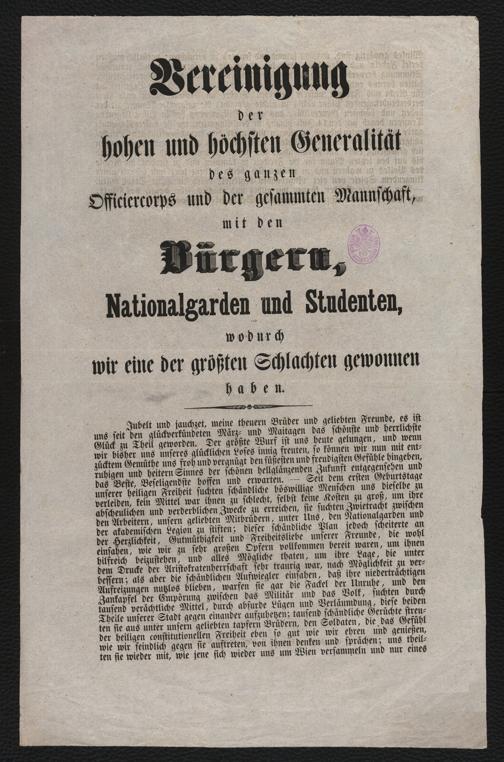 Vereinigung
der
hohen und höchsten Generalität
des ganzen
Officiercorps und der gesammten Mannschaft,
mit den
Bürgern,
Nationalgarden und Studenten,
wodurch
wir eine der größten Schlachten gewonnen
haben.
Jubelt und jauchzet, meine theuern Brüder und geliebten Freunde, es ist
uns seit den glückverkündeten März- und Maitagen das schönste und herrlichste
Glück zu Theil geworden. Der größte Wurf ist uns heute gelungen, und wenn
wir bisher uns unseres glücklichen Loses innig freuten, so können wir nun mit ent-
zücktem Gemüthe uns froh und vergnügt den süßesten und freudigsten Gefühle hingeben,
ruhigen und heitern Sinnes der schönen hellglänzenden Zukunft entgegensehen und
das Beste, Beseligendste hoffen und erwarten. — Seit dem ersten Geburtstage
unserer heiligen Freiheit suchten schändliche böswillige Menschen uns dieselbe zu
verleiden, kein Mittel war ihnen zu schlecht, selbst keine Kosten zu groß, um ihre
abscheulichen und verderblichen Zwecke zu erreichen, sie suchten Zwietracht zwischen
den Arbeitern, unsern geliebten Mitbrüdern, unter Uns, den Nationalgarden und
der akademischen Legion zu stiften; dieser schändliche Plan jedoch scheiterte an
der Herzlichkeit, Gutmüthigkeit und Freiheitsliebe unserer Freunde, die wohl
einsahen, wie wir zu sehr großen Opfern vollkommen bereit waren, um ihnen
hilfreich beizustehen, und alles Mögliche thaten, um ihre Lage, die unter
dem Drucke der Aristokratenherrschaft sehr traurig war, nach Möglichkeit zu ver-
bessern; als aber die schändlichen Aufwiegler einsahen, daß ihre niederträchtigen
Aufreizungen nutzlos blieben, warfen sie gar die Fackel der Unruhe, und den
Zankapfel der Empörung zwischen das Militär und das Volk, suchten durch
tausend verächtliche Mittel, durch absurde Lügen und Verläumdung, diese beiden
Theile unserer Stadt gegen einander aufzuhetzen; tausend schändliche Gerüchte streu-
ten sie aus unter unsern geliebten tapfern Brüdern, den Soldaten, die das Gefühl
der heiligen constitutionellen Freiheit eben so gut wie wir ehren und genießen,
wie wir feindlich gegen sie auftreten, von ihnen denken und sprächen; uns theil-
ten sie wieder mit, wie jene sich wieder uns um Wien versammeln und nur eines